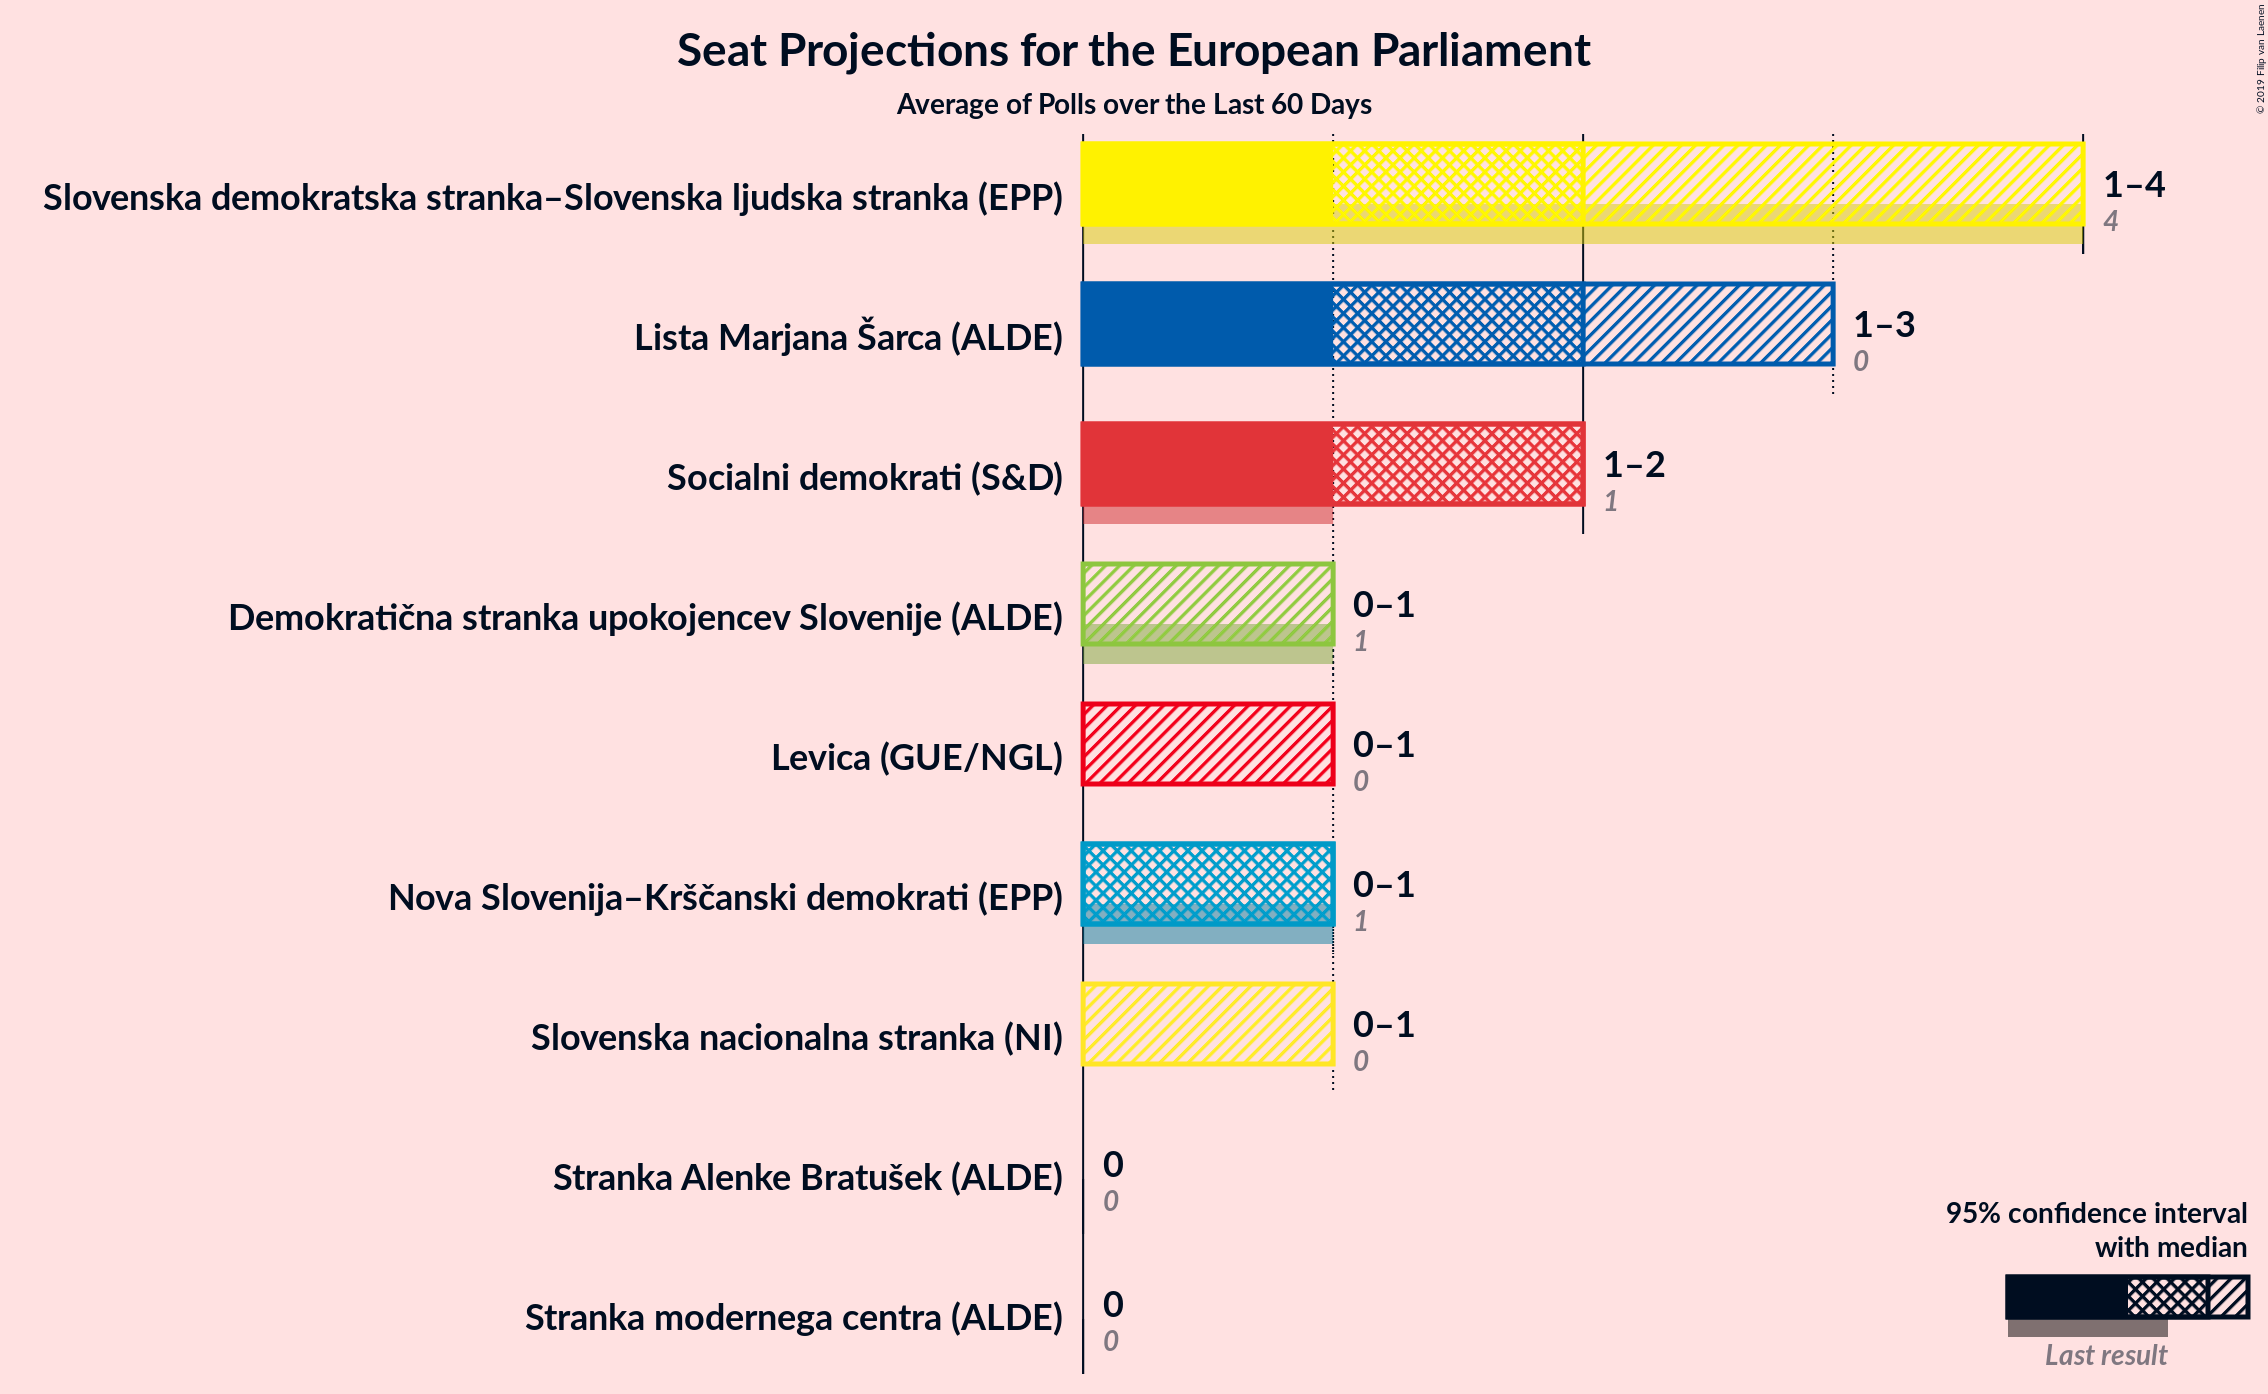 Seat Projections for the European Parliament
Average of Polls over the Last 60 Days
© 2019 Filip van Laenen
Slovenska demokratska stranka–Slovenska ljudska stranka (EPP)
1–4
4
Lista Marjana Šarca (ALDE)
1–3
0
Socialni demokrati (S&D)
1–2
1
Demokratična stranka upokojencev Slovenije (ALDE)
0–1
1
Levica (GUE/NGL)
0–1
0
Nova Slovenija–Krščanski demokrati (EPP)
0–1
1
Slovenska nacionalna stranka (NI)
0–1
0
Stranka Alenke Bratušek (ALDE)
0
0
Stranka modernega centra (ALDE)
0
0
95% confidence interval
with median
Last result